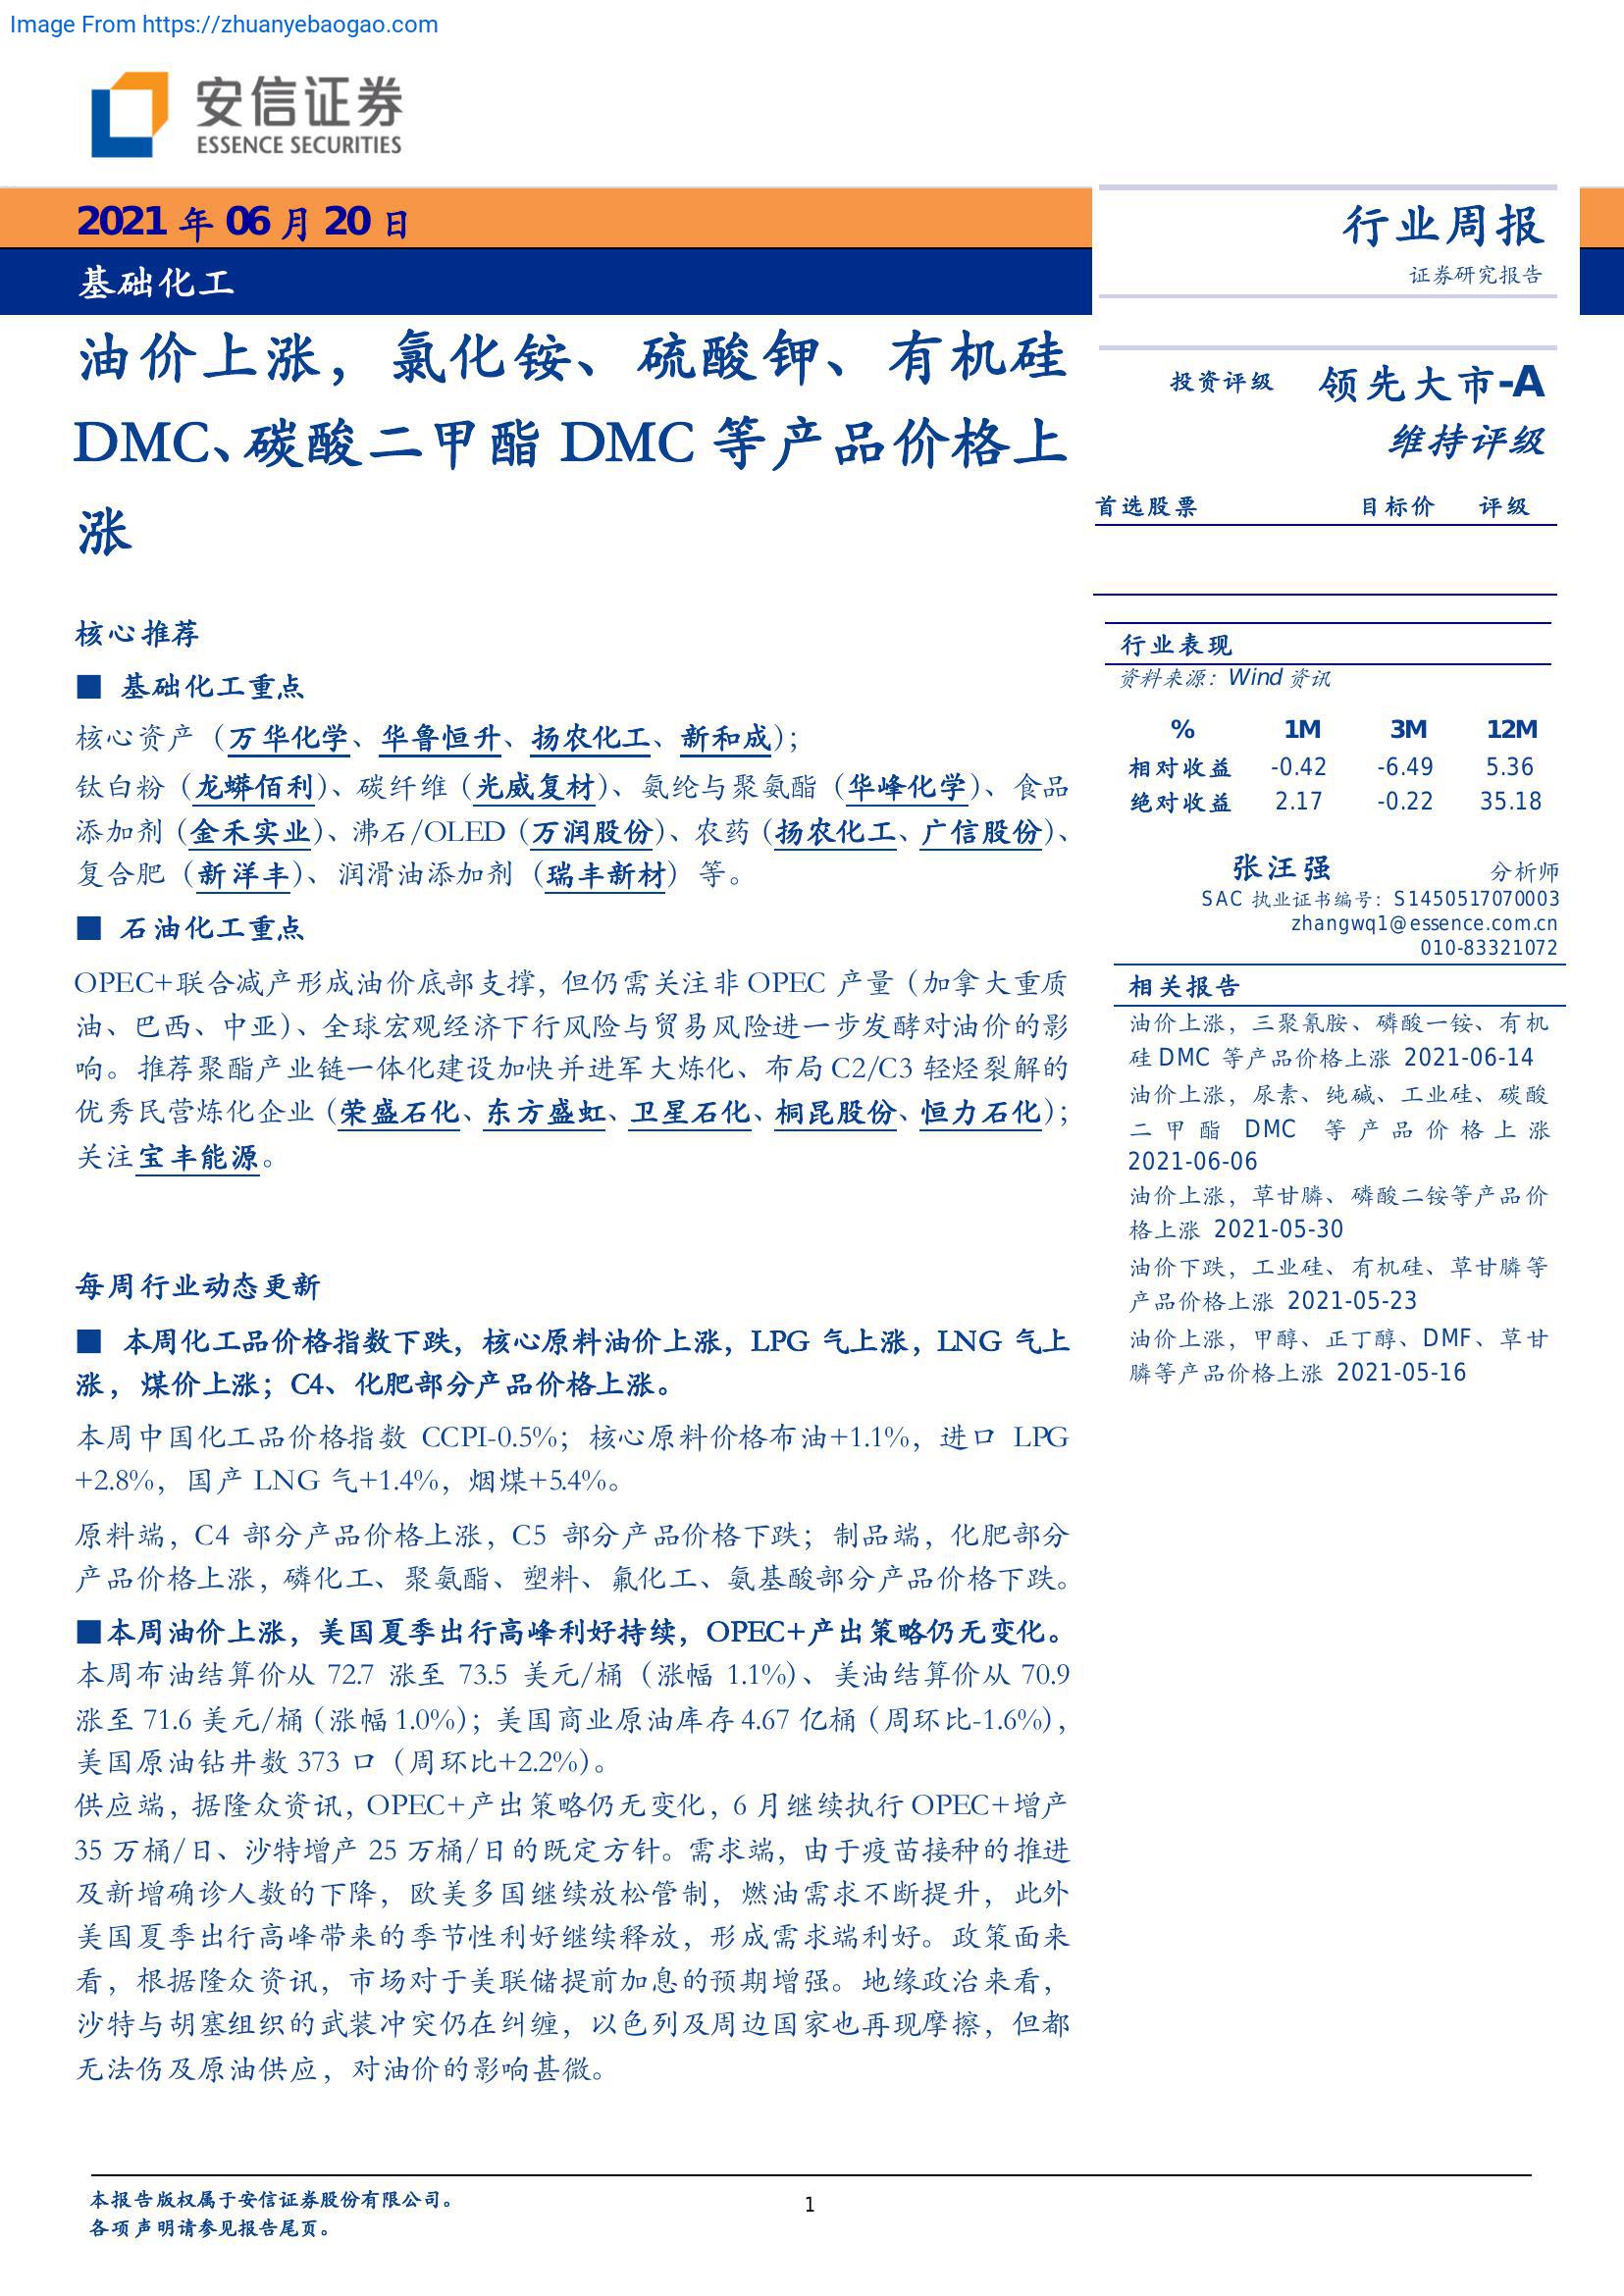 Image From https://zhuanyebaogao.com
安信证券
ESSENCE SECURITIES
2021 年 06 月 20 日
基础化工
行业周报
证券研究报告
油价上涨，氯化铵、硫酸钾、有机硅
DMC、碳酸二甲酯 DMC 等产品价格上
涨
核心推荐
■ 基础化工重点
核心资产（万华化学、华鲁恒升、扬农化工、新和成）；
钛白粉（龙蟒佰利）、碳纤维（光威复材）、氨纶与聚氨酯（华峰化学）、食品
添加剂（金禾实业）、沸石/OLED（万润股份）、农药（扬农化工、广信股份）、
复合肥（新洋丰）、润滑油添加剂（瑞丰新材）等。
■ 石油化工重点
OPEC+联合减产形成油价底部支撑，但仍需关注非 OPEC 产量（加拿大重质
油、巴西、中亚）、全球宏观经济下行风险与贸易风险进一步发酵对油价的影
响。推荐聚酯产业链一体化建设加快并进军大炼化、布局 C2/C3 轻烃裂解的
优秀民营炼化企业（荣盛石化、东方盛虹、卫星石化、桐昆股份、恒力石化）；
关注宝丰能源。
每周行业动态更新
■ 本周化工品价格指数下跌，核心原料油价上涨，LPG 气上涨，LNG 气上
涨，煤价上涨；C4、化肥部分产品价格上涨。
本周中国化工品价格指数 CCPI-0.5%；核心原料价格布油+1.1%，进口 LPG
+2.8%，国产 LNG 气+1.4%，烟煤+5.4%。
原料端，C4 部分产品价格上涨，C5 部分产品价格下跌；制品端，化肥部分
产品价格上涨，磷化工、聚氨酯、塑料、氟化工、氨基酸部分产品价格下跌。
■本周油价上涨，美国夏季出行高峰利好持续，OPEC+产出策略仍无变化。
本周布油结算价从 72.7 涨至 73.5 美元/桶（涨幅 1.1%）、美油结算价从 70.9
涨至 71.6 美元/桶（涨幅 1.0%）；美国商业原油库存 4.67 亿桶（周环比-1.6%），
美国原油钻井数 373 口（周环比+2.2%）。
供应端，据隆众资讯，OPEC+产出策略仍无变化，6 月继续执行 OPEC+增产
35 万桶/日、沙特增产 25 万桶/日的既定方针。需求端，由于疫苗接种的推进
及新增确诊人数的下降，欧美多国继续放松管制，燃油需求不断提升，此外
美国夏季出行高峰带来的季节性利好继续释放，形成需求端利好。政策面来
看，根据隆众资讯，市场对于美联储提前加息的预期增强。地缘政治来看，
沙特与胡塞组织的武装冲突仍在纠缠，以色列及周边国家也再现摩擦，但都
无法伤及原油供应，对油价的影响甚微。
投资评级 领先大市-A
维持评级
首选股票 目标价 评级
行业表现
资料来源：Wind 资讯
% 1M 3M 12M
相对收益 -0.42 -6.49 5.36
绝对收益 2.17 -0.22 35.18
张汪强 分析师
SAC 执业证书编号：S1450517070003
zhangwq1@essence.com.cn
010-83321072
相关报告
油价上涨，三聚氰胺、磷酸一铵、有机
硅 DMC 等产品价格上涨 2021-06-14
油价上涨，尿素、纯碱、工业硅、碳酸
二甲酯 DMC 等产品价格上涨
2021-06-06
油价上涨，草甘膦、磷酸二铵等产品价
格上涨 2021-05-30
油价下跌，工业硅、有机硅、草甘膦等
产品价格上涨 2021-05-23
油价上涨，甲醇、正丁醇、DMF、草甘
膦等产品价格上涨 2021-05-16
本报告版权属于安信证券股份有限公司。
各项声明请参见报告尾页。
1